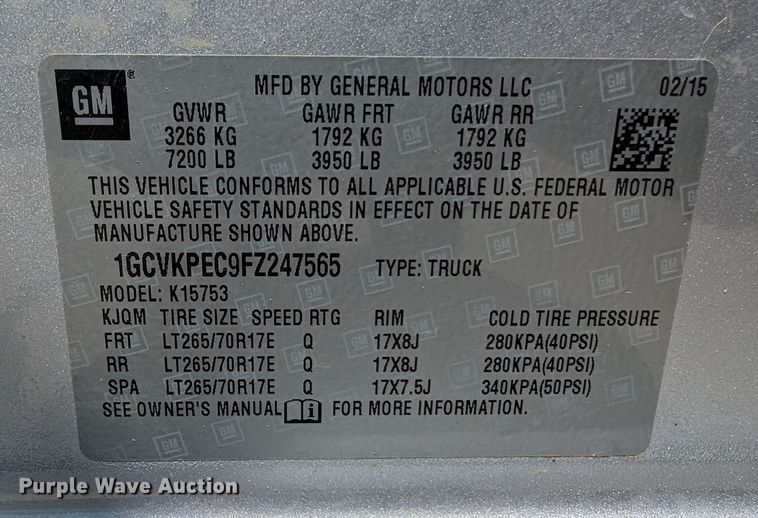 GM
MFD BY GENERAL MOTORS LLC 02/15
GVWR GAWR FRT GAWR RR
3266 KG 1792 KG 1792 KG
7200 LB 3950 LB 3950 LB
THIS VEHICLE CONFORMS TO ALL APPLICABLE U.S. FEDERAL MOTOR
VEHICLE SAFETY STANDARDS IN EFFECT ON THE DATE OF
MANUFACTURE SHOWN ABOVE.
1GCVKPEC9FZ247565 TYPE: TRUCK
MODEL: K15753
KJQM TIRE SIZE SPEED RTG RIM COLD TIRE PRESSURE
FRT LT265/70R17E Q 17X8J 280KPA(40PSI)
RR LT265/70R17E Q 17X8J 280KPA(40PSI)
SPA LT265/70R17E Q 17X7.5J 340KPA(50PSI)
SEE OWNER'S MANUAL i FOR MORE INFORMATION.
Purple Wave Auction